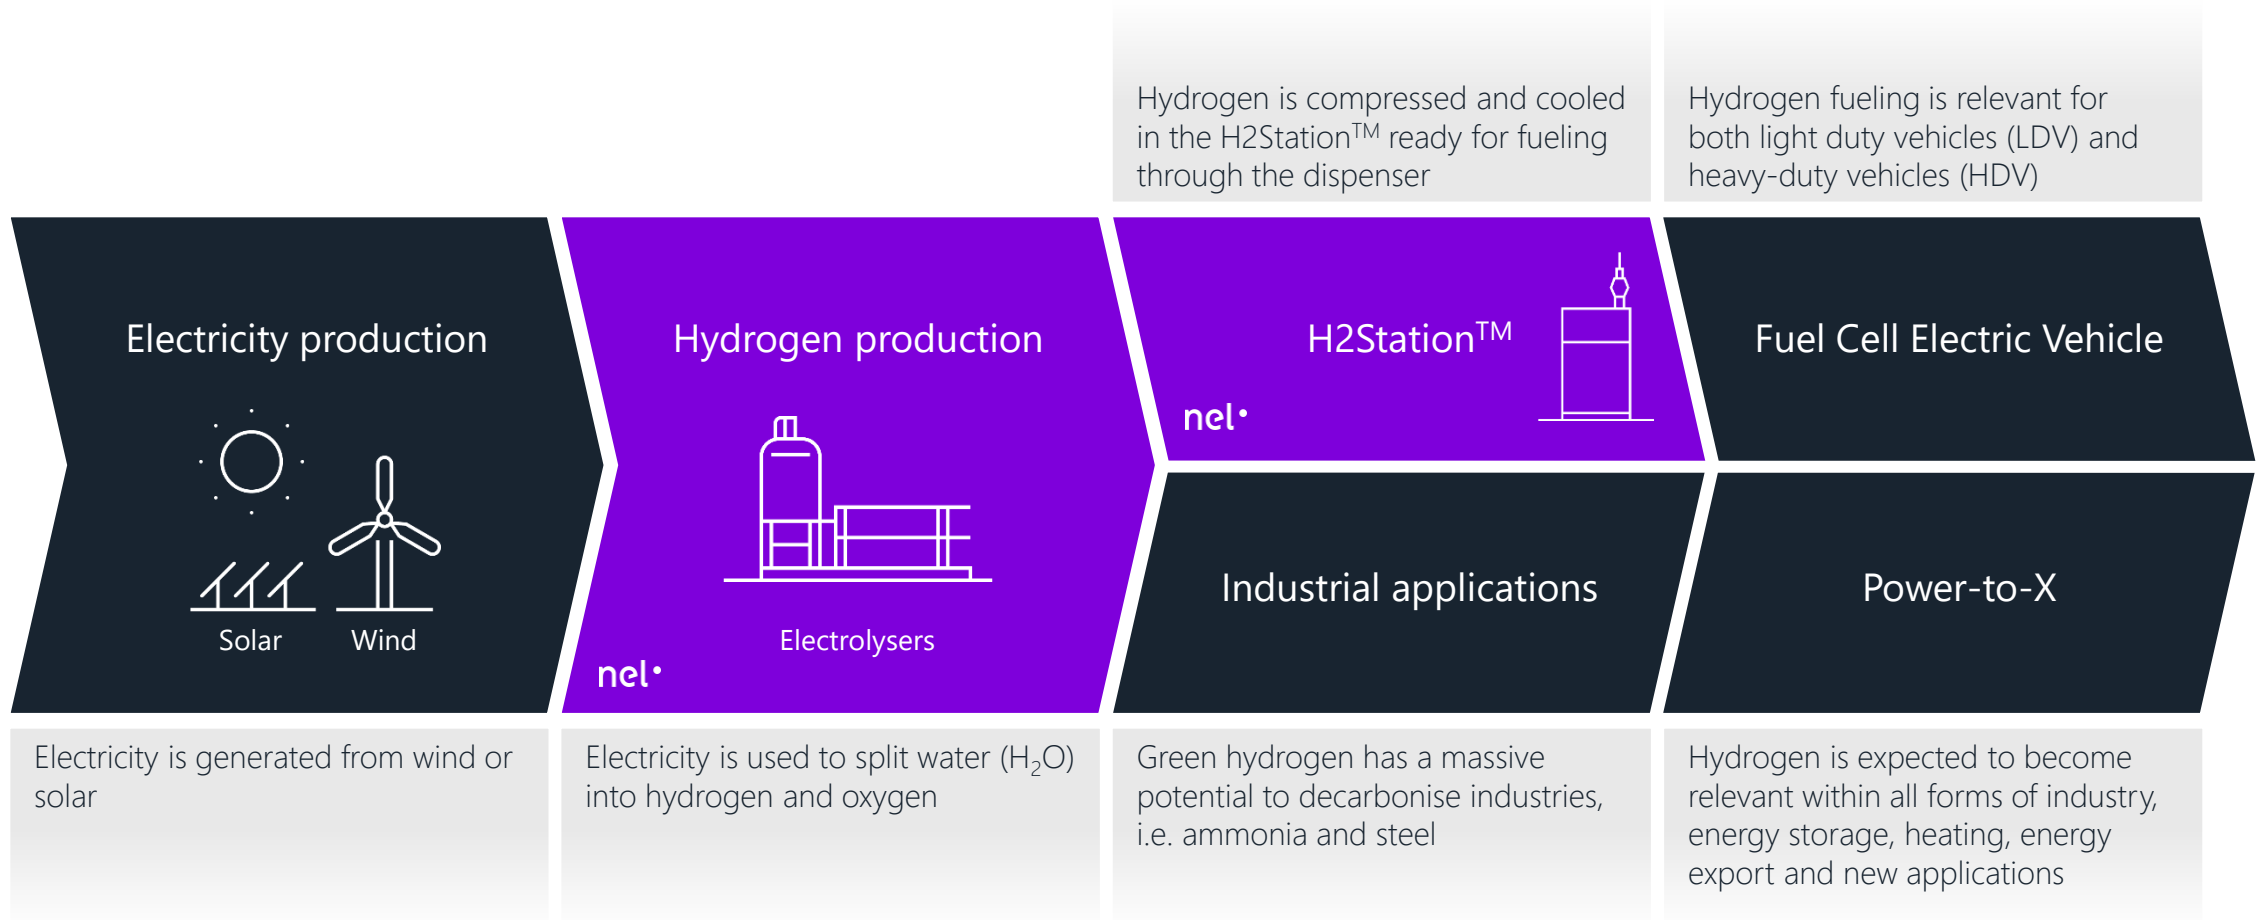 Hydrogen is compressed and cooled
in the H2Station™ ready for fueling
through the dispenser
Hydrogen fueling is relevant for
both light duty vehicles (LDV) and
heavy-duty vehicles (HDV)
Electricity production
Solar
Wind
Hydrogen production
Electrolysers
nel
H2Station™
nel
Fuel Cell Electric Vehicle
Industrial applications
Power-to-X
Electricity is generated from wind or
solar
Electricity is used to split water (H₂O)
into hydrogen and oxygen
Green hydrogen has a massive
potential to decarbonise industries,
i.e. ammonia and steel
Hydrogen is expected to become
relevant within all forms of industry,
energy storage, heating, energy
export and new applications